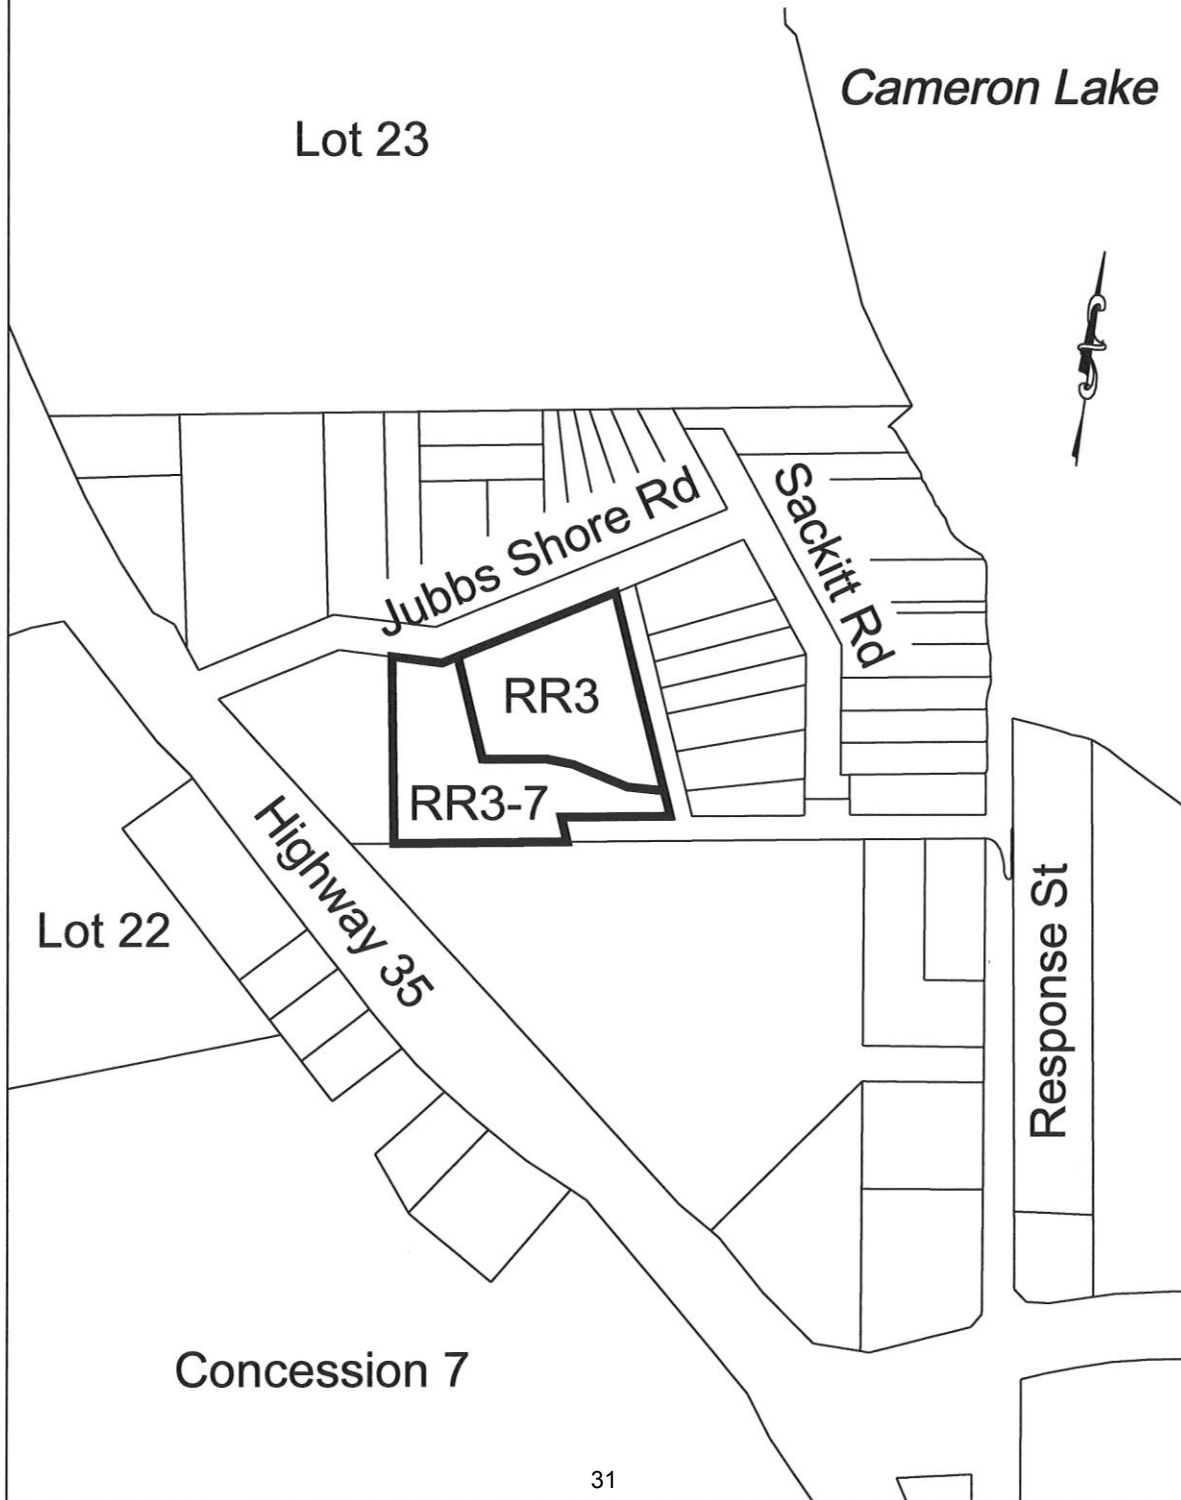 Cameron Lake
Lot 23
Jubbs Shore Rd
Sackitt Rd
RR3
RR3-7
Highway 35
Lot 22
Response St
Concession 7
31